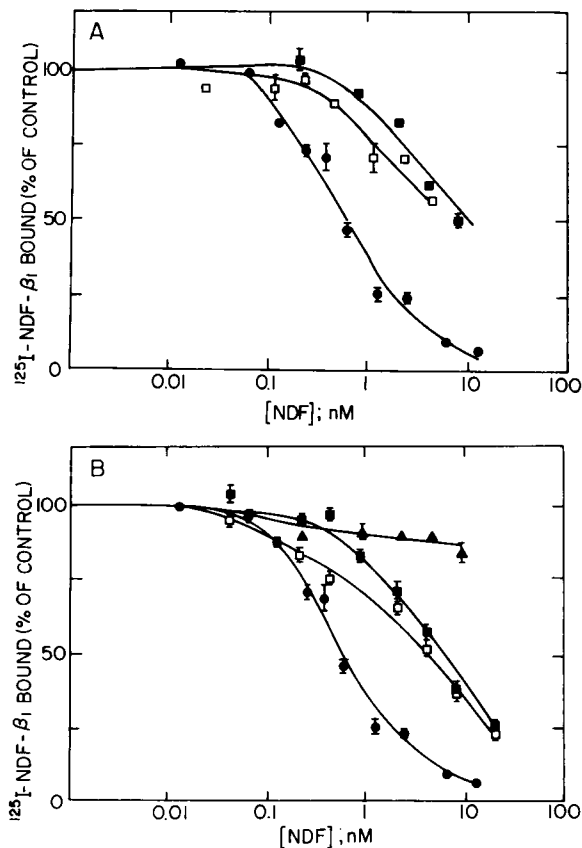 A
100
50
0
0.01 0.1 1 10 100
¹²⁵I-NDF-β₁ BOUND (% OF CONTROL)
[NDF]; nM
B
100
50
0
0.01 0.1 1 10 100
¹²⁵I-NDF-β₁ BOUND (% OF CONTROL)
[NDF]; nM